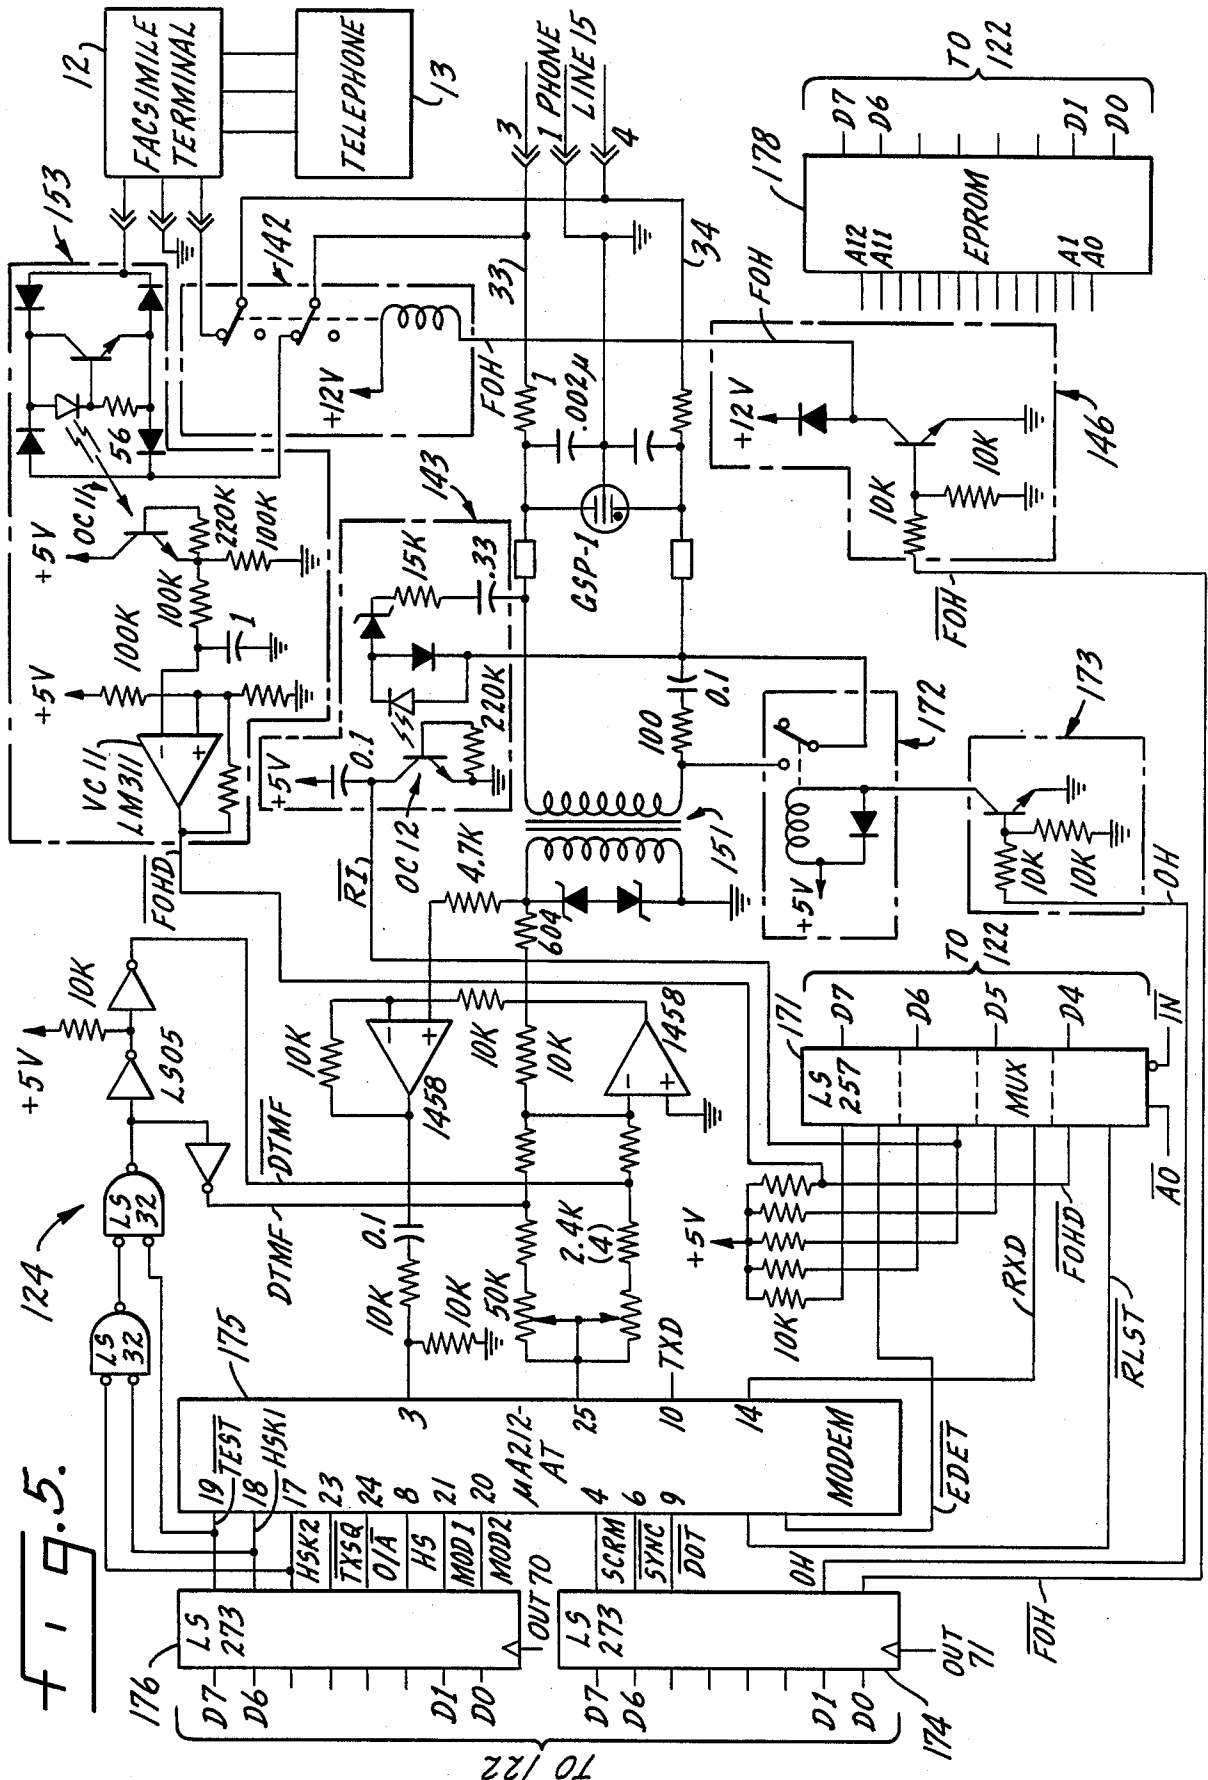 Fig. 5.
124
+5V
10K
LS05
LS
32
LS
32
DTMF
DTMF
12
FACSIMILE
TERMINAL
TELEPHONE
13
153
56
OC11
+5V
220K
100K
100K
1
+5V
100K
VC11
LM311
FOHD
142
+12V
FOH
3
1 PHONE
LINE 15
4
33
34
FOH
1
.002μ
GSP-1
143
15K
.33
220K
+5V
0.1
OC12
RI
4.7K
604
151
100
0.1
10K
1458
10K
10K
1458
0.1
10K
10K
50K
2.4K
(4)
TXD
172
+5V
173
10K
10K
OH
+12V
10K
10K
146
FOH
178
A12
A11
EPROM
A1
A0
D7
D6
D1
D0
TO
122
171
LS
257
MUX
D7
D6
D5
D4
TO
122
IN
A0
+5V
10K
RXD
FOHD
RLST
EDET
175
19
TEST
18
HSK1
17
23
24
8
21
20
3
μA212-
AT
25
10
14
4
6
9
MODEM
HSK2
TXSQ
O/A
HS
MOD1
MOD2
SCRM
SYNC
DOT
OH
FOH
176
LS
273
OUT 70
D7
D6
D1
D0
LS
273
OUT
71
D7
D6
D1
D0
174
TO 122